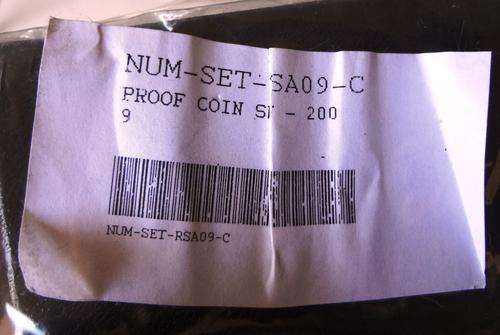 NUM-SET-SA09-C
PROOF COIN - 200
9
NUM-SET-RSA09-C